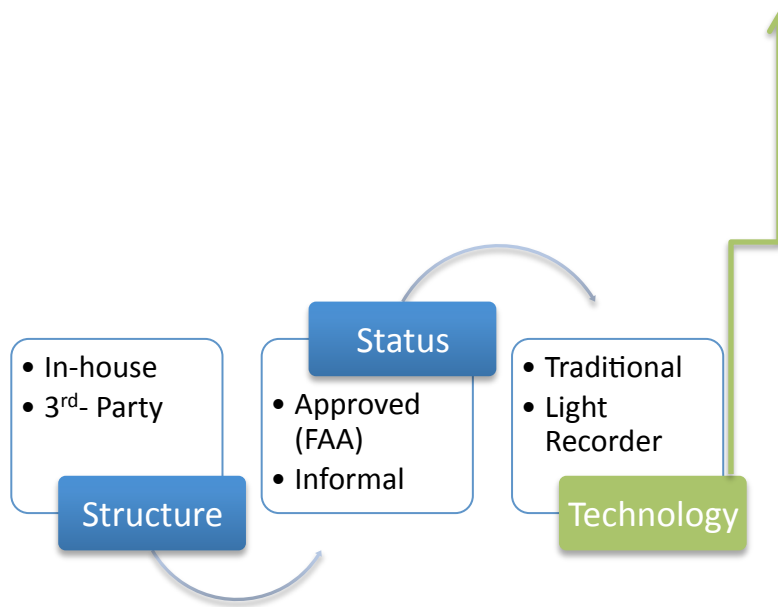 • In-house
• 3rd- Party
Structure
Status
• Approved
(FAA)
• Informal
• Traditional
• Light
Recorder
Technology